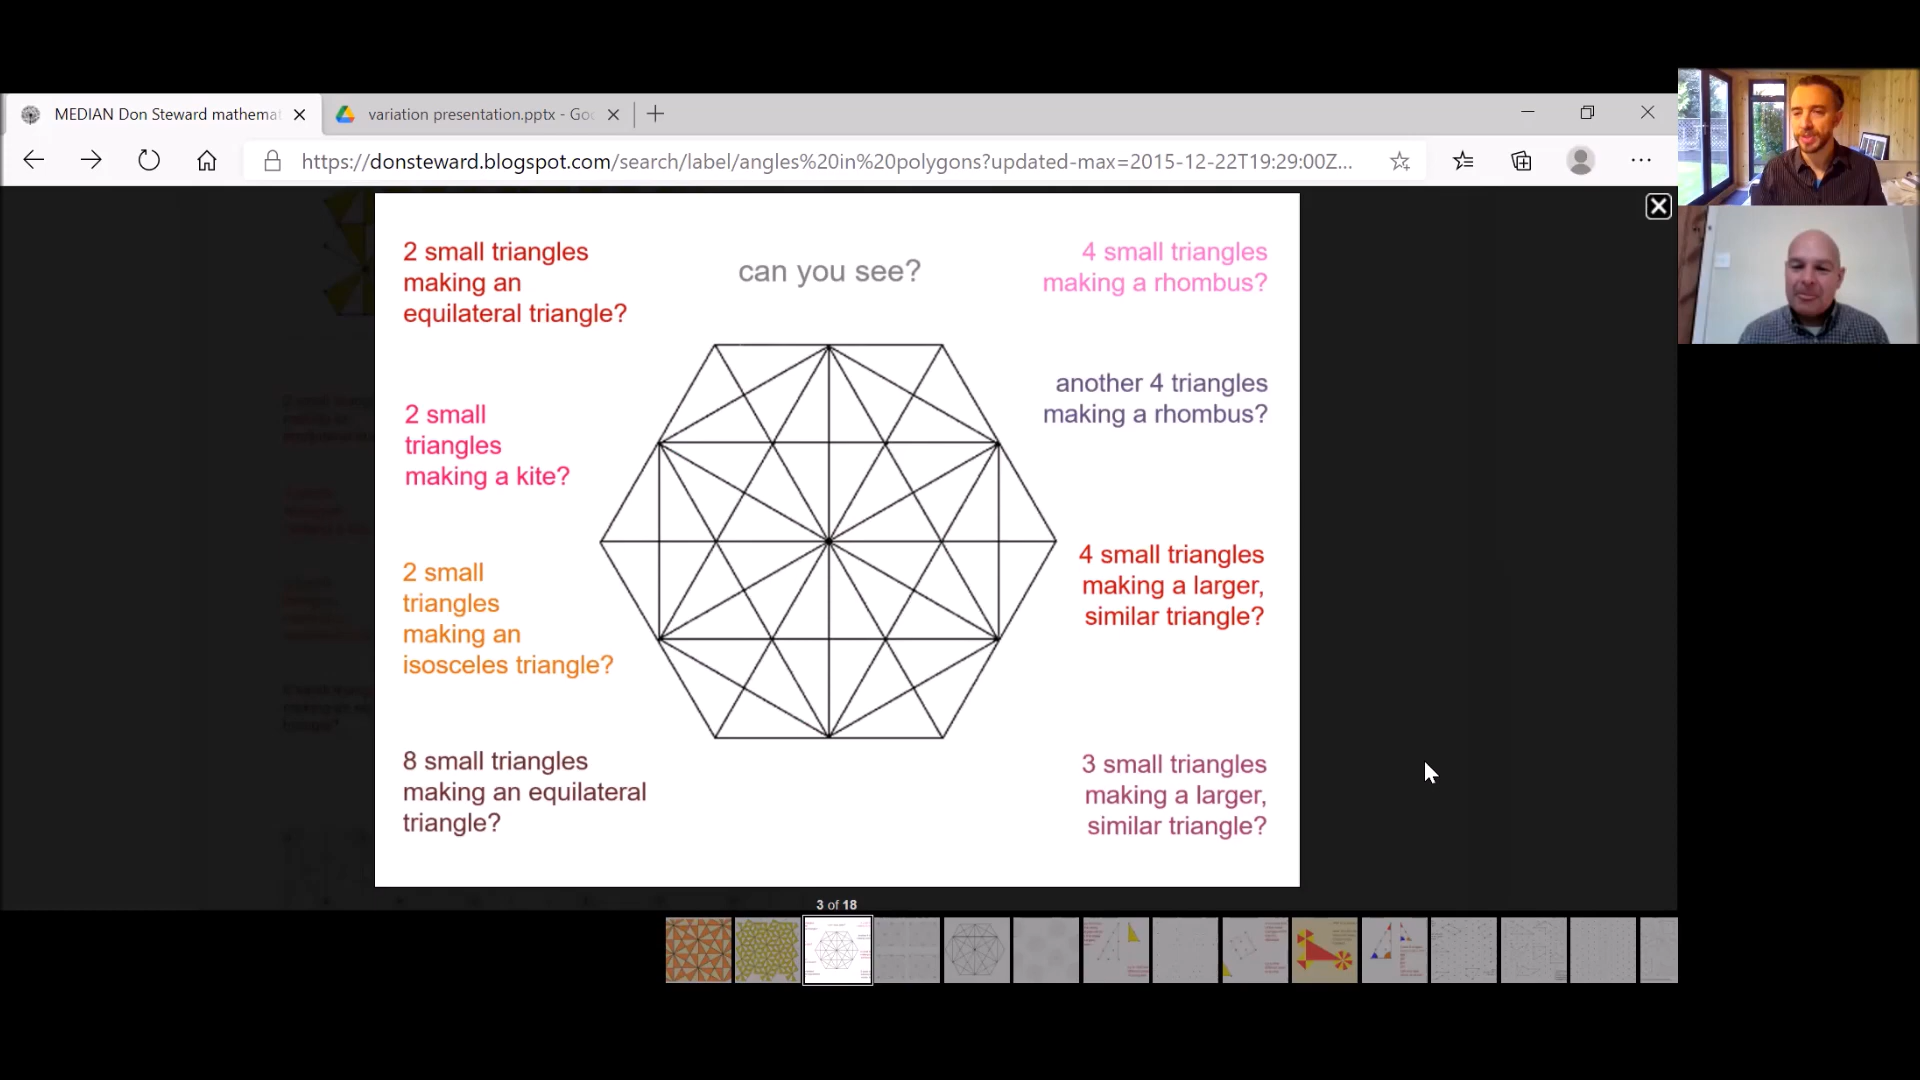 MEDIAN Don Steward mathemat
variation presentation.pptx - Goo
https://donsteward.blogspot.com/search/label/angles%20in%20polygons?updated-max=2015-12-22T19:29:00Z...
can you see?
2 small triangles
making an
equilateral triangle?
2 small
triangles
making a kite?
2 small
triangles
making an
isosceles triangle?
8 small triangles
making an equilateral
triangle?
4 small triangles
making a rhombus?
another 4 triangles
making a rhombus?
4 small triangles
making a larger,
similar triangle?
3 small triangles
making a larger,
similar triangle?
3 of 18